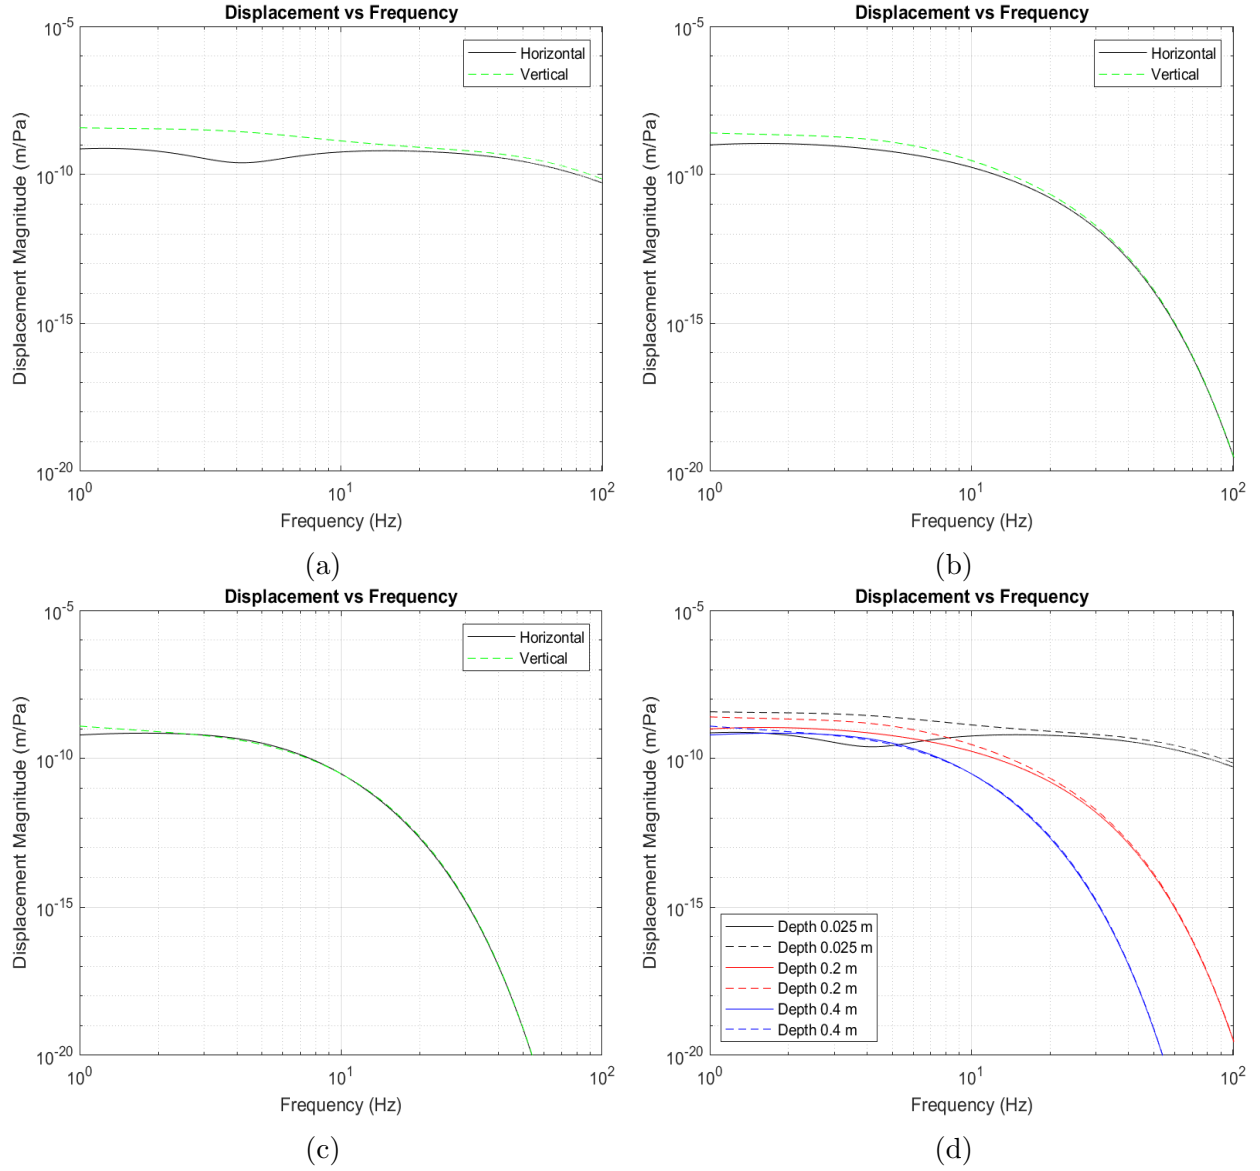 Displacement vs Frequency
Displacement Magnitude (m/Pa)
10^-5
10^-10
10^-15
10^-20
Horizontal
Vertical
10^0
10^1
10^2
Frequency (Hz)
(a)
Displacement vs Frequency
Displacement Magnitude (m/Pa)
10^-5
10^-10
10^-15
10^-20
Horizontal
Vertical
10^0
10^1
10^2
Frequency (Hz)
(b)
Displacement vs Frequency
Displacement Magnitude (m/Pa)
10^-5
10^-10
10^-15
10^-20
Horizontal
Vertical
10^0
10^1
10^2
Frequency (Hz)
(c)
Displacement vs Frequency
Displacement Magnitude (m/Pa)
10^-5
10^-10
10^-15
10^-20
Depth 0.025 m
Depth 0.025 m
Depth 0.2 m
Depth 0.2 m
Depth 0.4 m
Depth 0.4 m
10^0
10^1
10^2
Frequency (Hz)
(d)